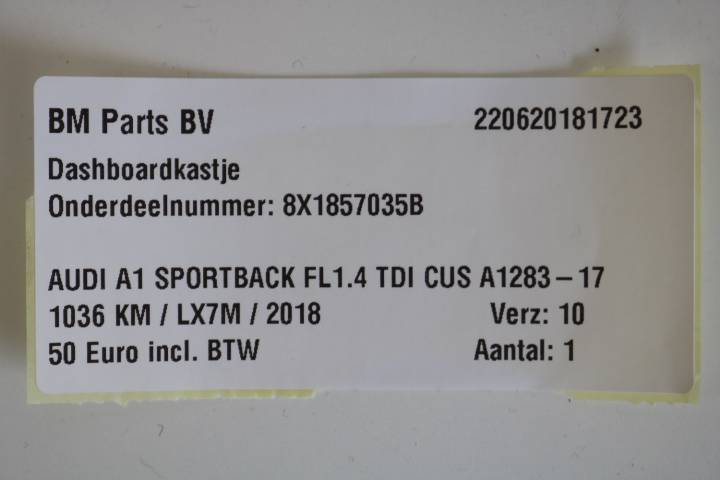 BM Parts BV 220620181723
Dashboardkastje
Onderdeelnummer: 8X1857035B
AUDI A1 SPORTBACK FL1.4 TDI CUS A1283–17
1036 KM / LX7M / 2018 Verz: 10
50 Euro incl. BTW Aantal: 1